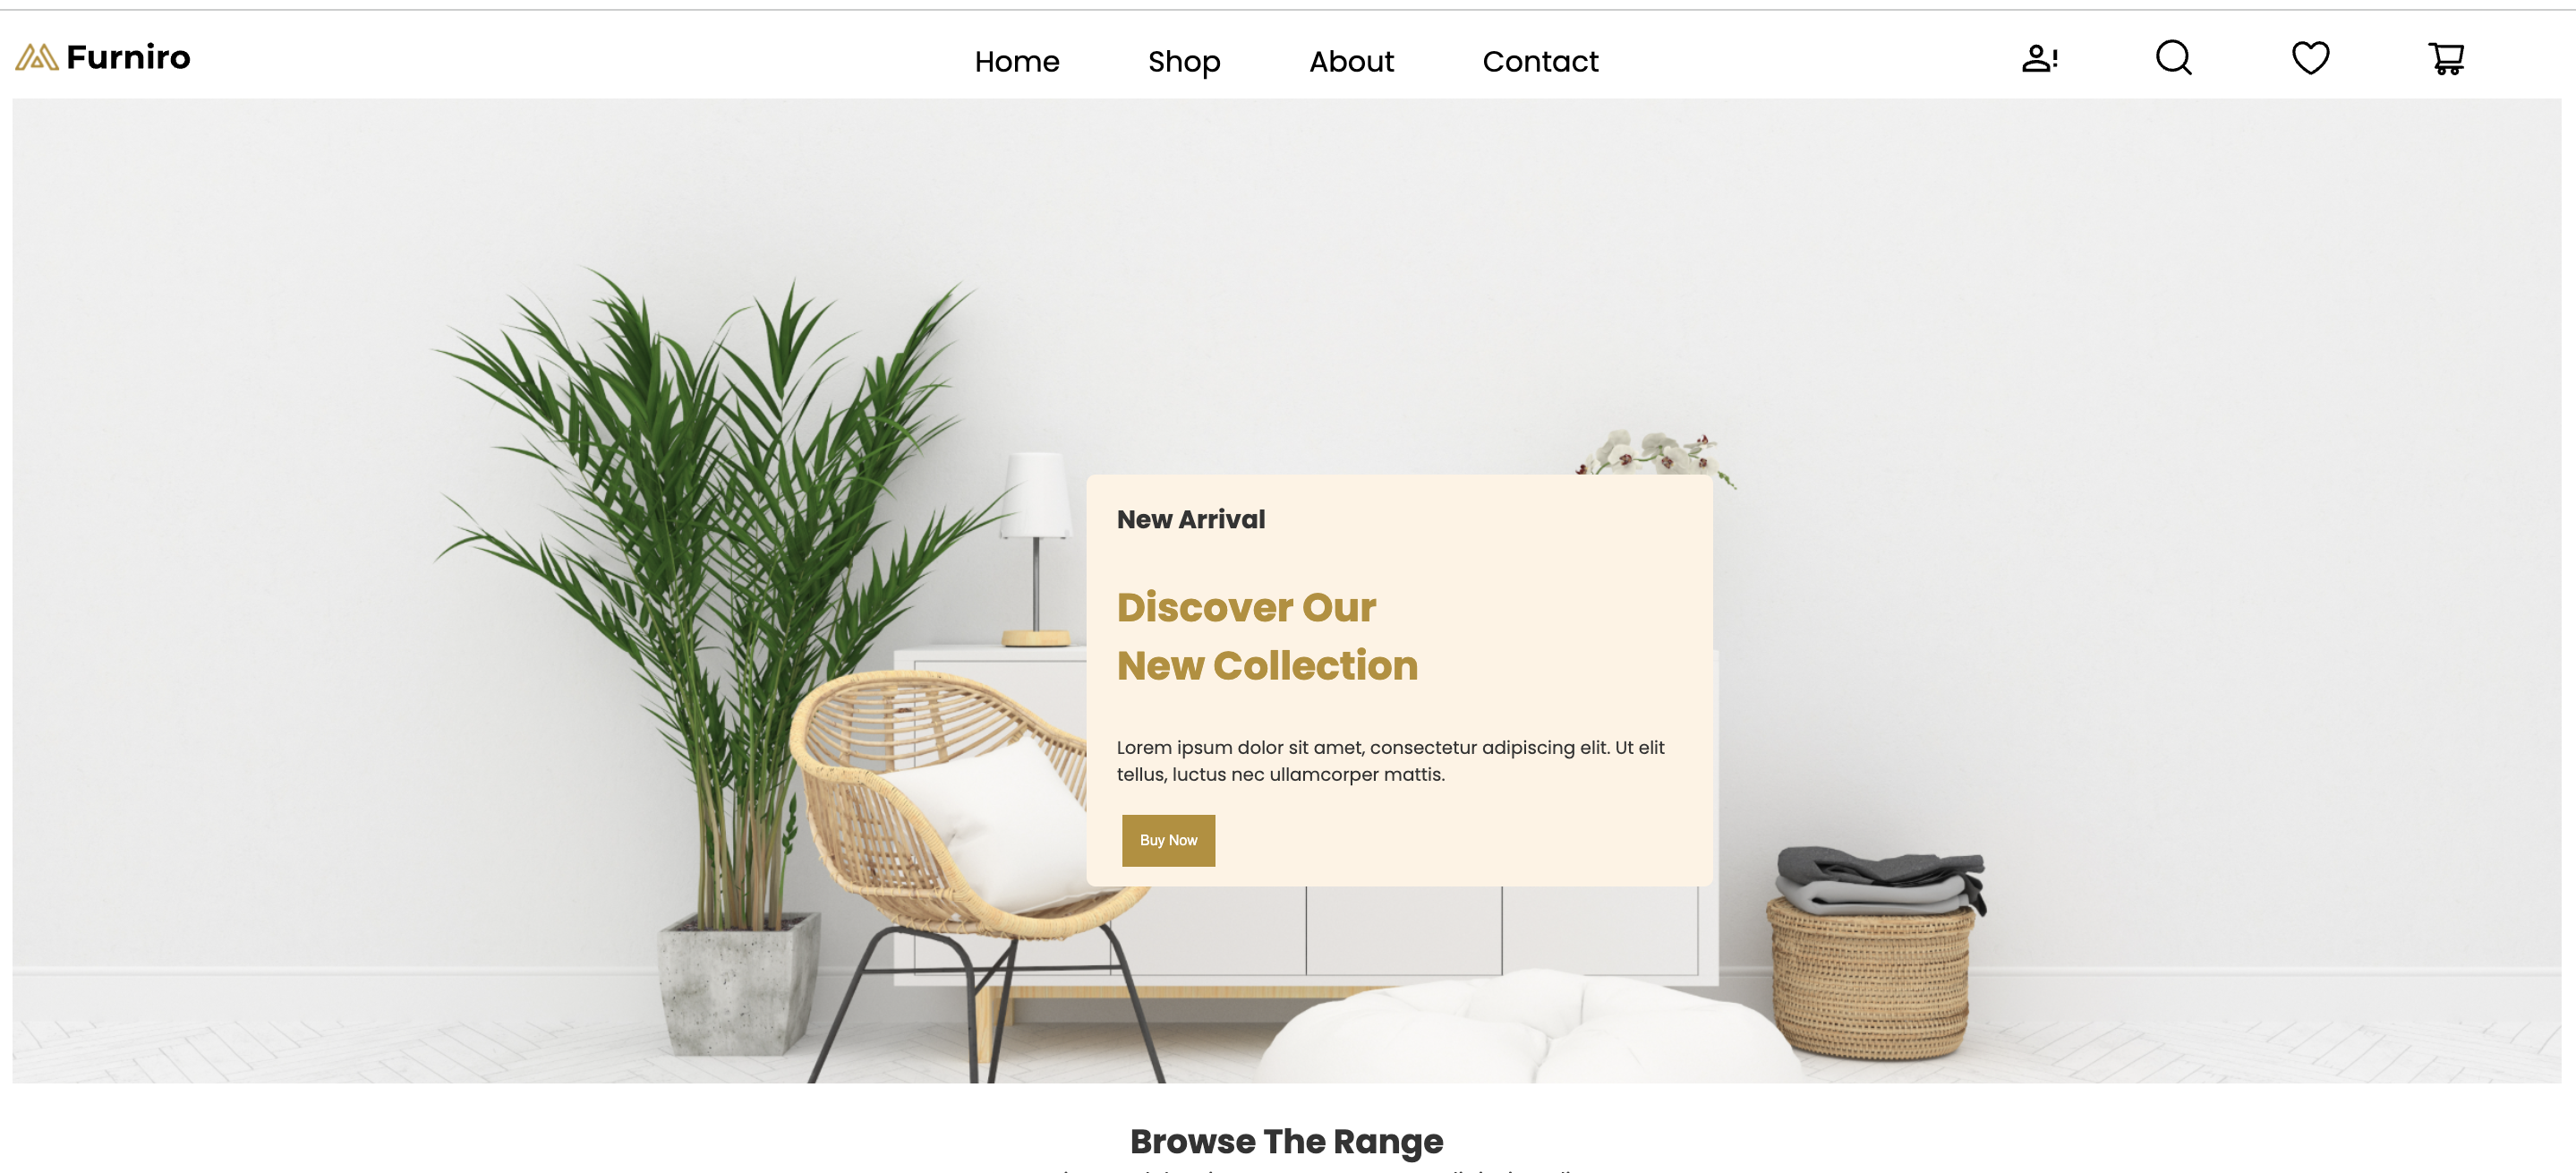 Furniro
Home
Shop
About
Contact
New Arrival
Discover Our
New Collection
Lorem ipsum dolor sit amet, consectetur adipiscing elit. Ut elit
tellus, luctus nec ullamcorper mattis.
Buy Now
Browse The Range